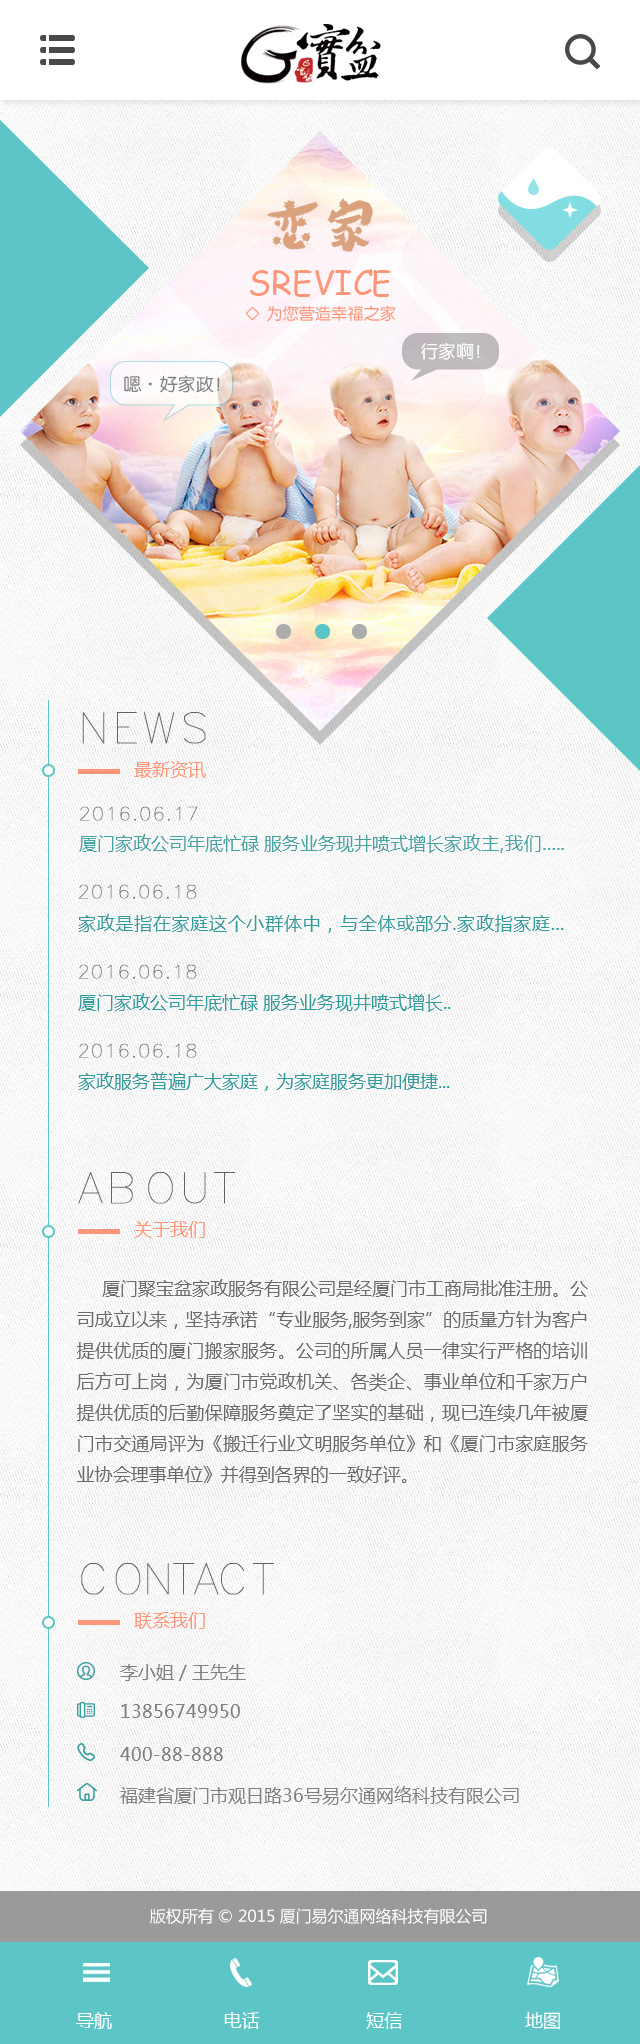 寶盆
恋家
SREVICE
◇ 为您营造幸福之家
行家啊!
嗯·好家政!
NEWS
最新资讯
2016.06.17
厦门家政公司年底忙碌 服务业务现井喷式增长家政主,我们.....
2016.06.18
家政是指在家庭这个小群体中，与全体或部分.家政指家庭...
2016.06.18
厦门家政公司年底忙碌 服务业务现井喷式增长..
2016.06.18
家政服务普遍广大家庭，为家庭服务更加便捷...
ABOUT
关于我们
厦门聚宝盆家政服务有限公司是经厦门市工商局批准注册。公
司成立以来，坚持承诺“专业服务,服务到家”的质量方针为客户
提供优质的厦门搬家服务。公司的所属人员一律实行严格的培训
后方可上岗，为厦门市党政机关、各类企、事业单位和千家万户
提供优质的后勤保障服务奠定了坚实的基础，现已连续几年被厦
门市交通局评为《搬迁行业文明服务单位》和《厦门市家庭服务
业协会理事单位》并得到各界的一致好评。
CONTACT
联系我们
李小姐 / 王先生
13856749950
400-88-888
福建省厦门市观日路36号易尔通网络科技有限公司
版权所有 © 2015 厦门易尔通网络科技有限公司
导航 电话 短信 地图